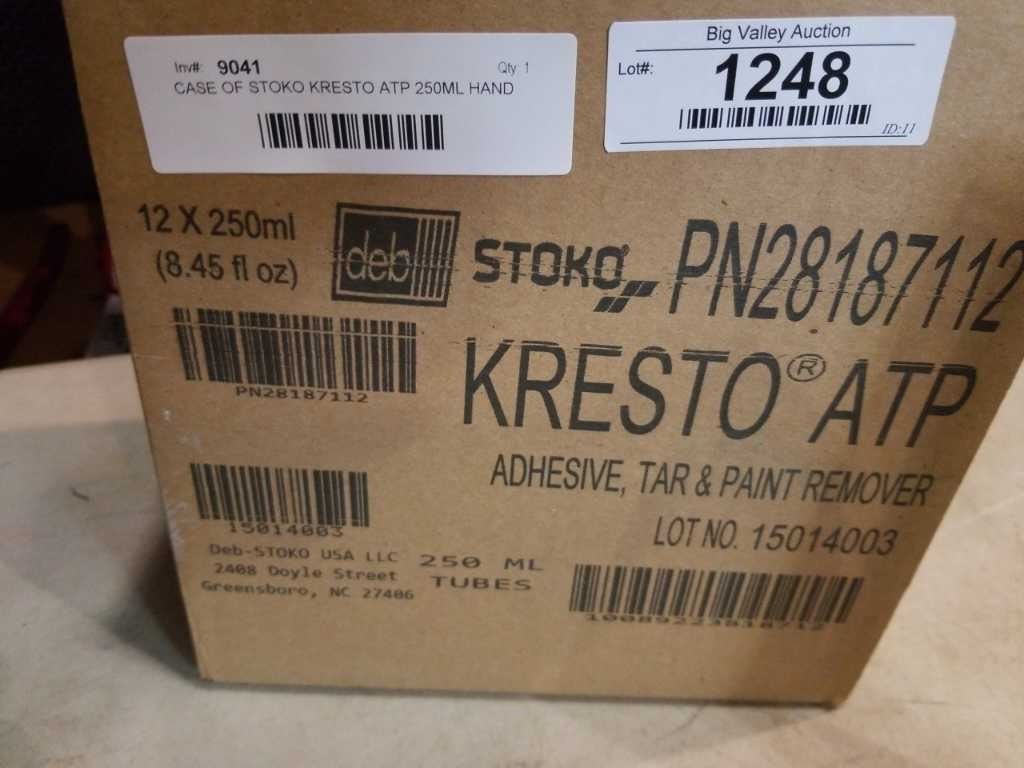 Inv#: 9041 Qty: 1
CASE OF STOKO KRESTO ATP 250ML HAND
Big Valley Auction
Lot#: 1248
ID:11
12 X 250ml
(8.45 fl oz)
deb
STOKO®
PN28187112
PN28187112
KRESTO® ATP
ADHESIVE, TAR & PAINT REMOVER
LOT NO. 15014003
15014003
Deb-STOKO USA LLC
2408 Doyle Street
Greensboro, NC 27406
250 ML
TUBES